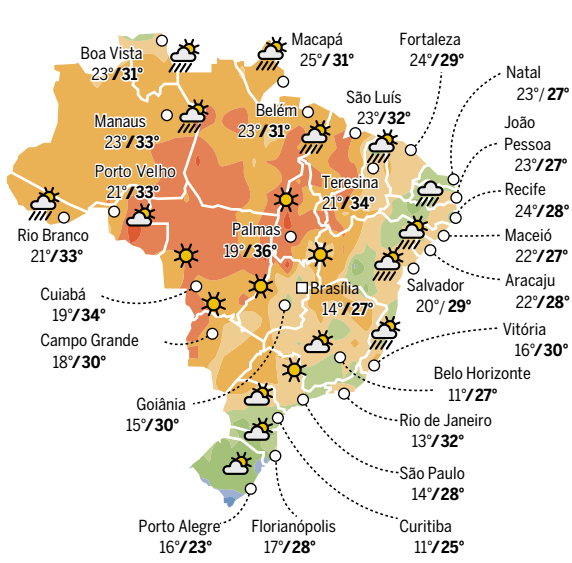 Boa Vista
23°/31°
Macapá
25°/31°
Fortaleza
24°/29°
Natal
23°/27°
Manaus
23°/33°
Belém
23°/31°
São Luís
23°/32°
João
Pessoa
23°/27°
Porto Velho
21°/33°
Teresina
21°/34°
Recife
24°/28°
Rio Branco
21°/33°
Palmas
19°/36°
Maceió
22°/27°
Cuiabá
19°/34°
Brasília
14°/27°
Salvador
20°/29°
Aracaju
22°/28°
Campo Grande
18°/30°
Vitória
16°/30°
Belo Horizonte
11°/27°
Goiânia
15°/30°
Rio de Janeiro
13°/32°
São Paulo
14°/28°
Porto Alegre
16°/23°
Florianópolis
17°/28°
Curitiba
11°/25°